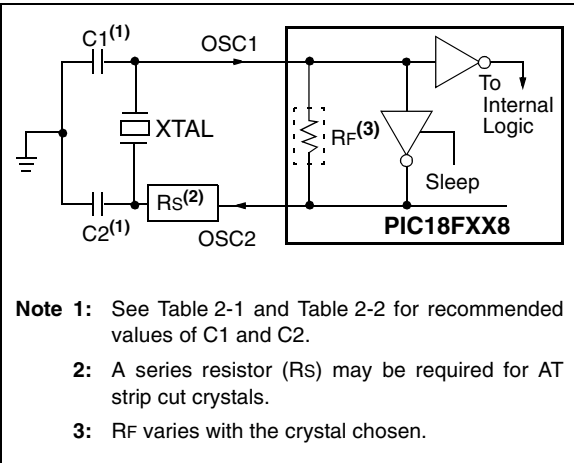 C1(1)
OSC1
To
Internal
Logic
XTAL
RF(3)
Sleep
RS(2)
C2(1)
OSC2
PIC18FXX8
Note 1: See Table 2-1 and Table 2-2 for recommended
values of C1 and C2.
2: A series resistor (RS) may be required for AT
strip cut crystals.
3: RF varies with the crystal chosen.